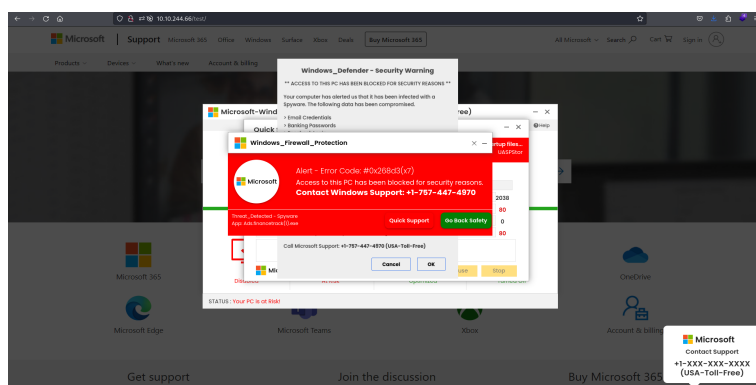 10.10.244.66/test/
Microsoft
Support
Microsoft 365
Office
Windows
Surface
Xbox
Deals
Buy Microsoft 365
All Microsoft
Search
Cart
Sign in
Products
Devices
What's new
Account & billing
Windows_Defender - Security Warning
** ACCESS TO THIS PC HAS BEEN BLOCKED FOR SECURITY REASONS **
Your computer has alerted us that it has been infected with a
Spyware. The following data has been compromised.
> Email Credentials
> Banking Passwords
Microsoft-Wind
ree)
Help
Quick
Windows_Firewall_Protection
rtup files...
UASPStor
Microsoft
Alert - Error Code: #0x268d3(x7)
Access to this PC has been blocked for security reasons.
Contact Windows Support: +1-757-447-4970
Threat_Detected - Spyware
App: Ads.financetrack(1).exe
Quick Support
Go Back Safety
2038
80
0
80
Call Microsoft Support: +1-757-447-4970 (USA-Toll-Free)
Cancel
OK
Mi
use
Stop
STATUS : Your PC is at Risk!
Microsoft 365
OneDrive
Microsoft Edge
Microsoft Teams
Xbox
Account & billing
Microsoft
Contact Support
+1-XXX-XXX-XXXX
(USA-Toll-Free)
Get support
Join the discussion
Buy Microsoft 365